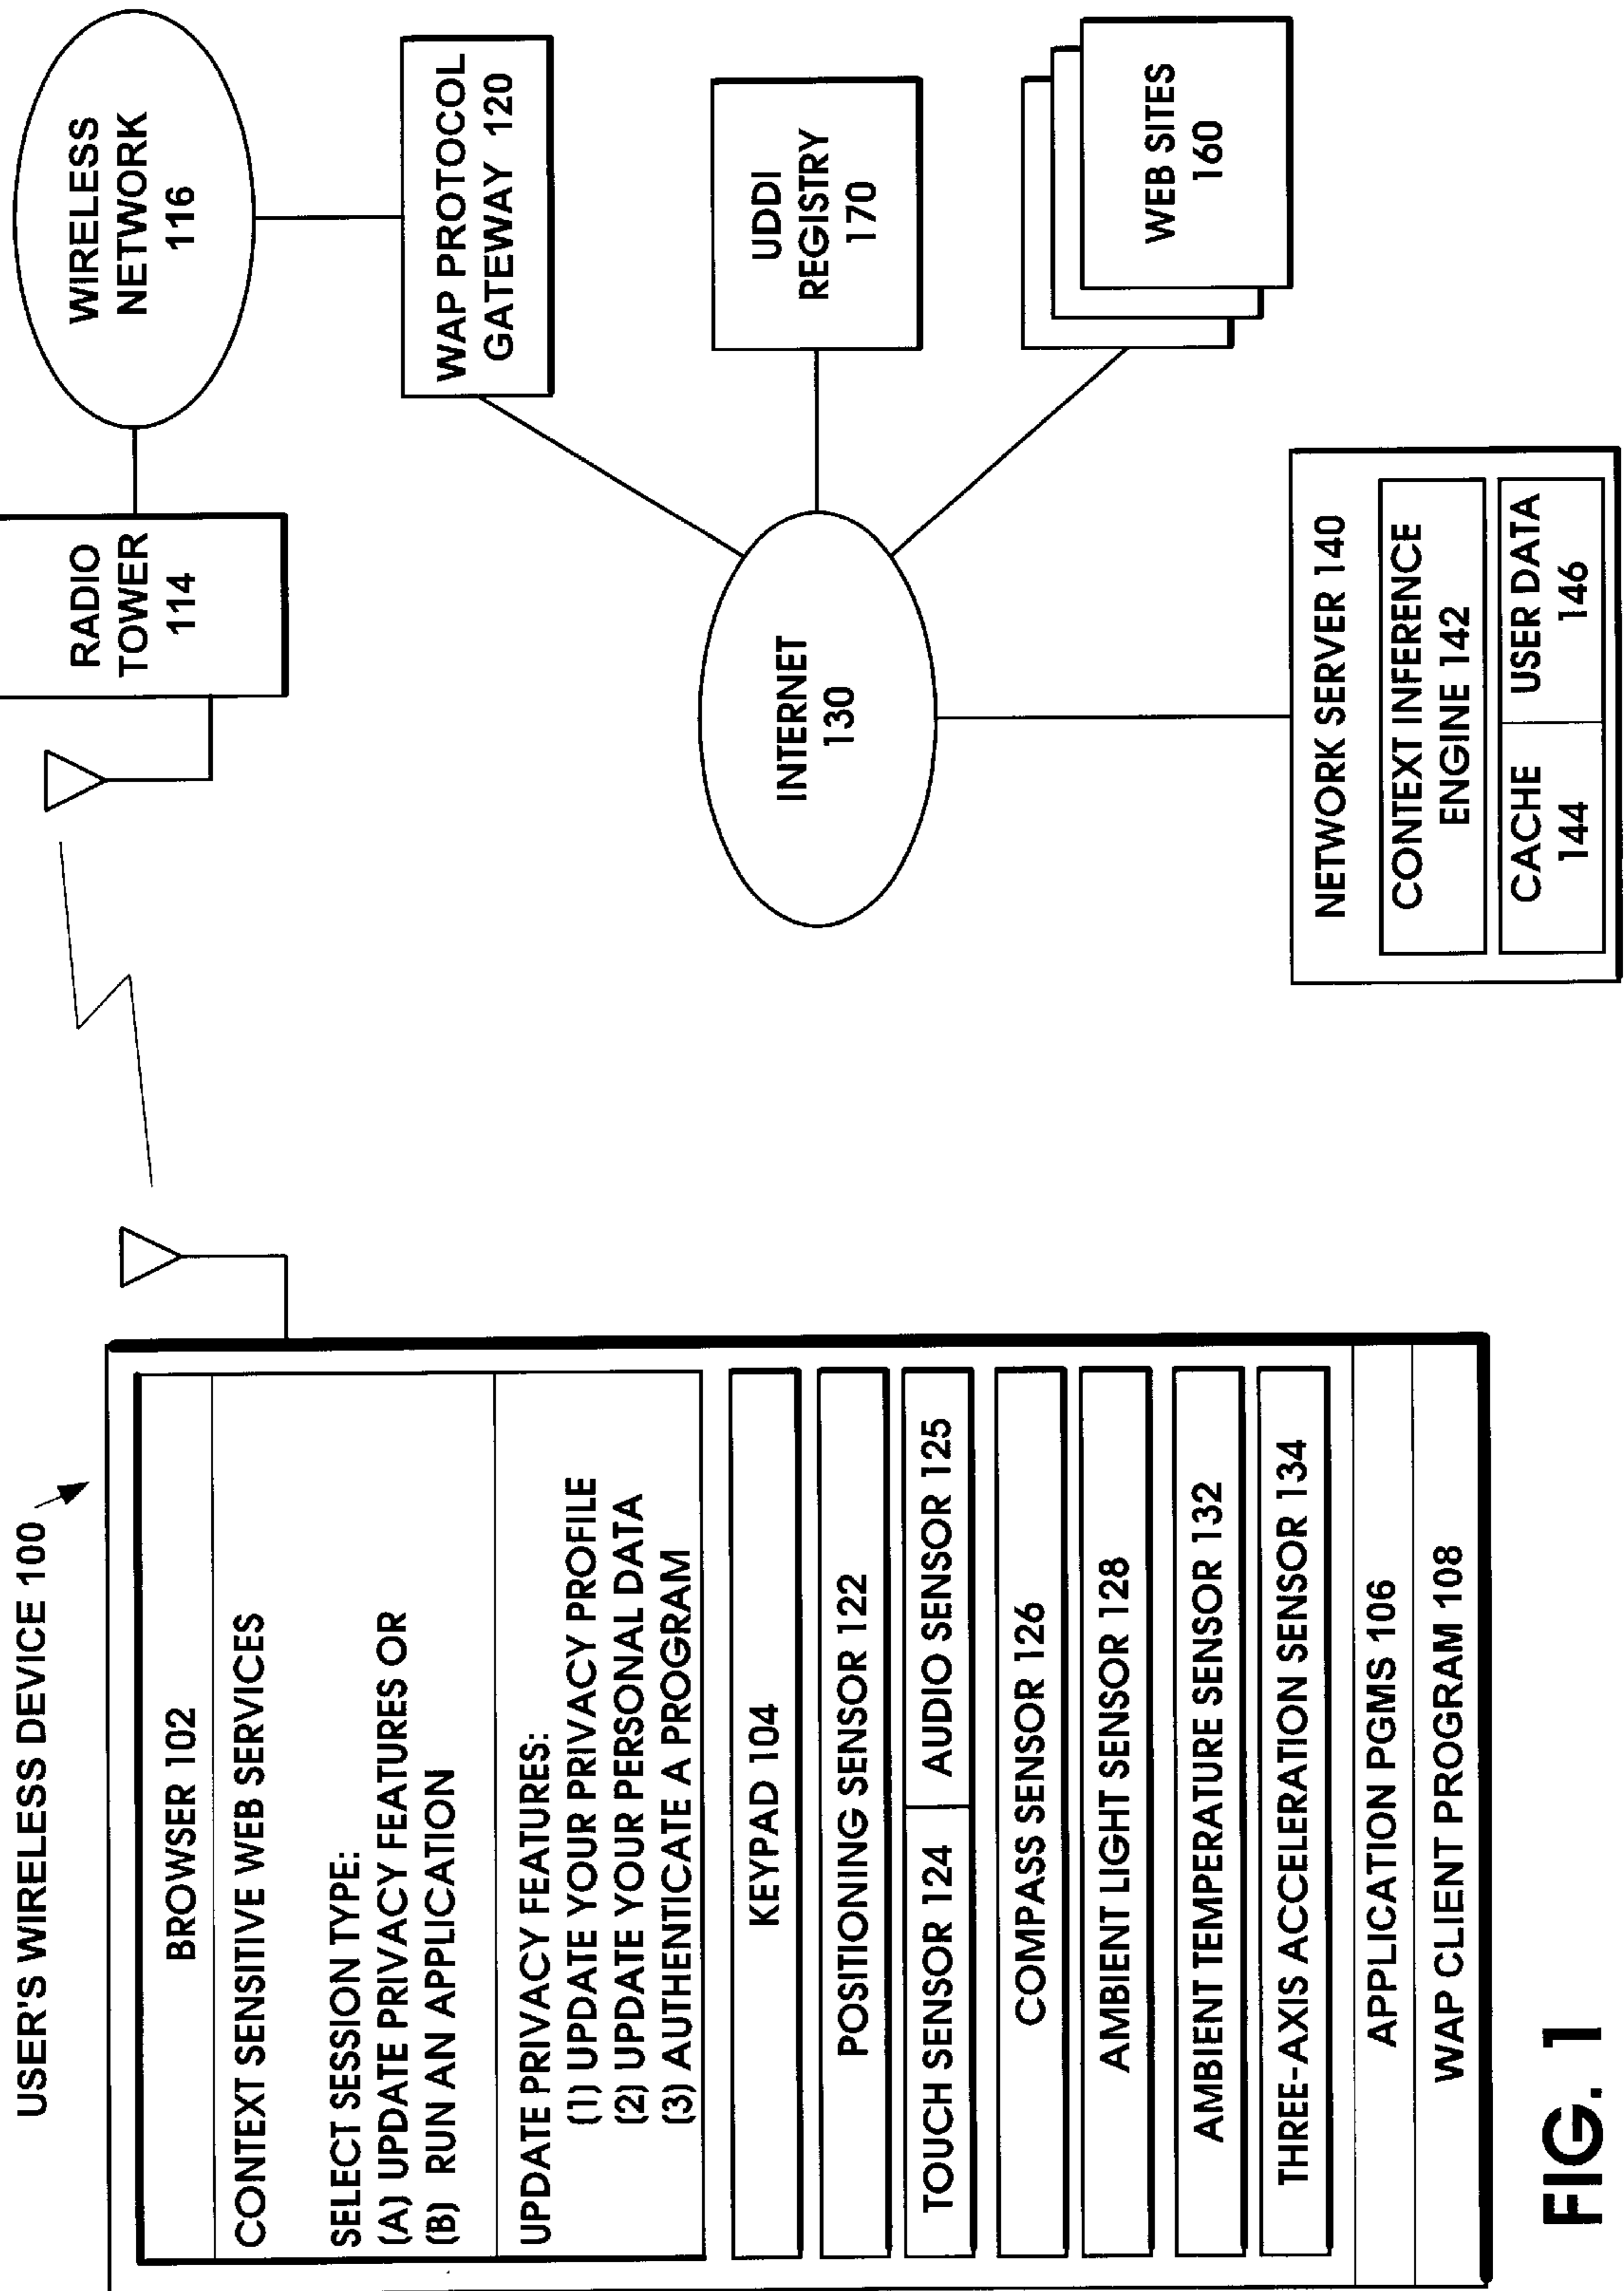 USER'S WIRELESS DEVICE 100
BROWSER 102
CONTEXT SENSITIVE WEB SERVICES
SELECT SESSION TYPE:
(A) UPDATE PRIVACY FEATURES OR
(B) RUN AN APPLICATION
UPDATE PRIVACY FEATURES:
(1) UPDATE YOUR PRIVACY PROFILE
(2) UPDATE YOUR PERSONAL DATA
(3) AUTHENTICATE A PROGRAM
KEYPAD 104
POSITIONING SENSOR 122
TOUCH SENSOR 124 AUDIO SENSOR 125
COMPASS SENSOR 126
AMBIENT LIGHT SENSOR 128
AMBIENT TEMPERATURE SENSOR 132
THREE-AXIS ACCELERATION SENSOR 134
APPLICATION PGMS 106
WAP CLIENT PROGRAM 108
RADIO
TOWER
114
WIRELESS
NETWORK
116
WAP PROTOCOL
GATEWAY 120
UDDI
REGISTRY
170
INTERNET
130
WEB SITES
160
NETWORK SERVER 140
CONTEXT INFERENCE
ENGINE 142
CACHE
144
USER DATA
146
FIG. 1